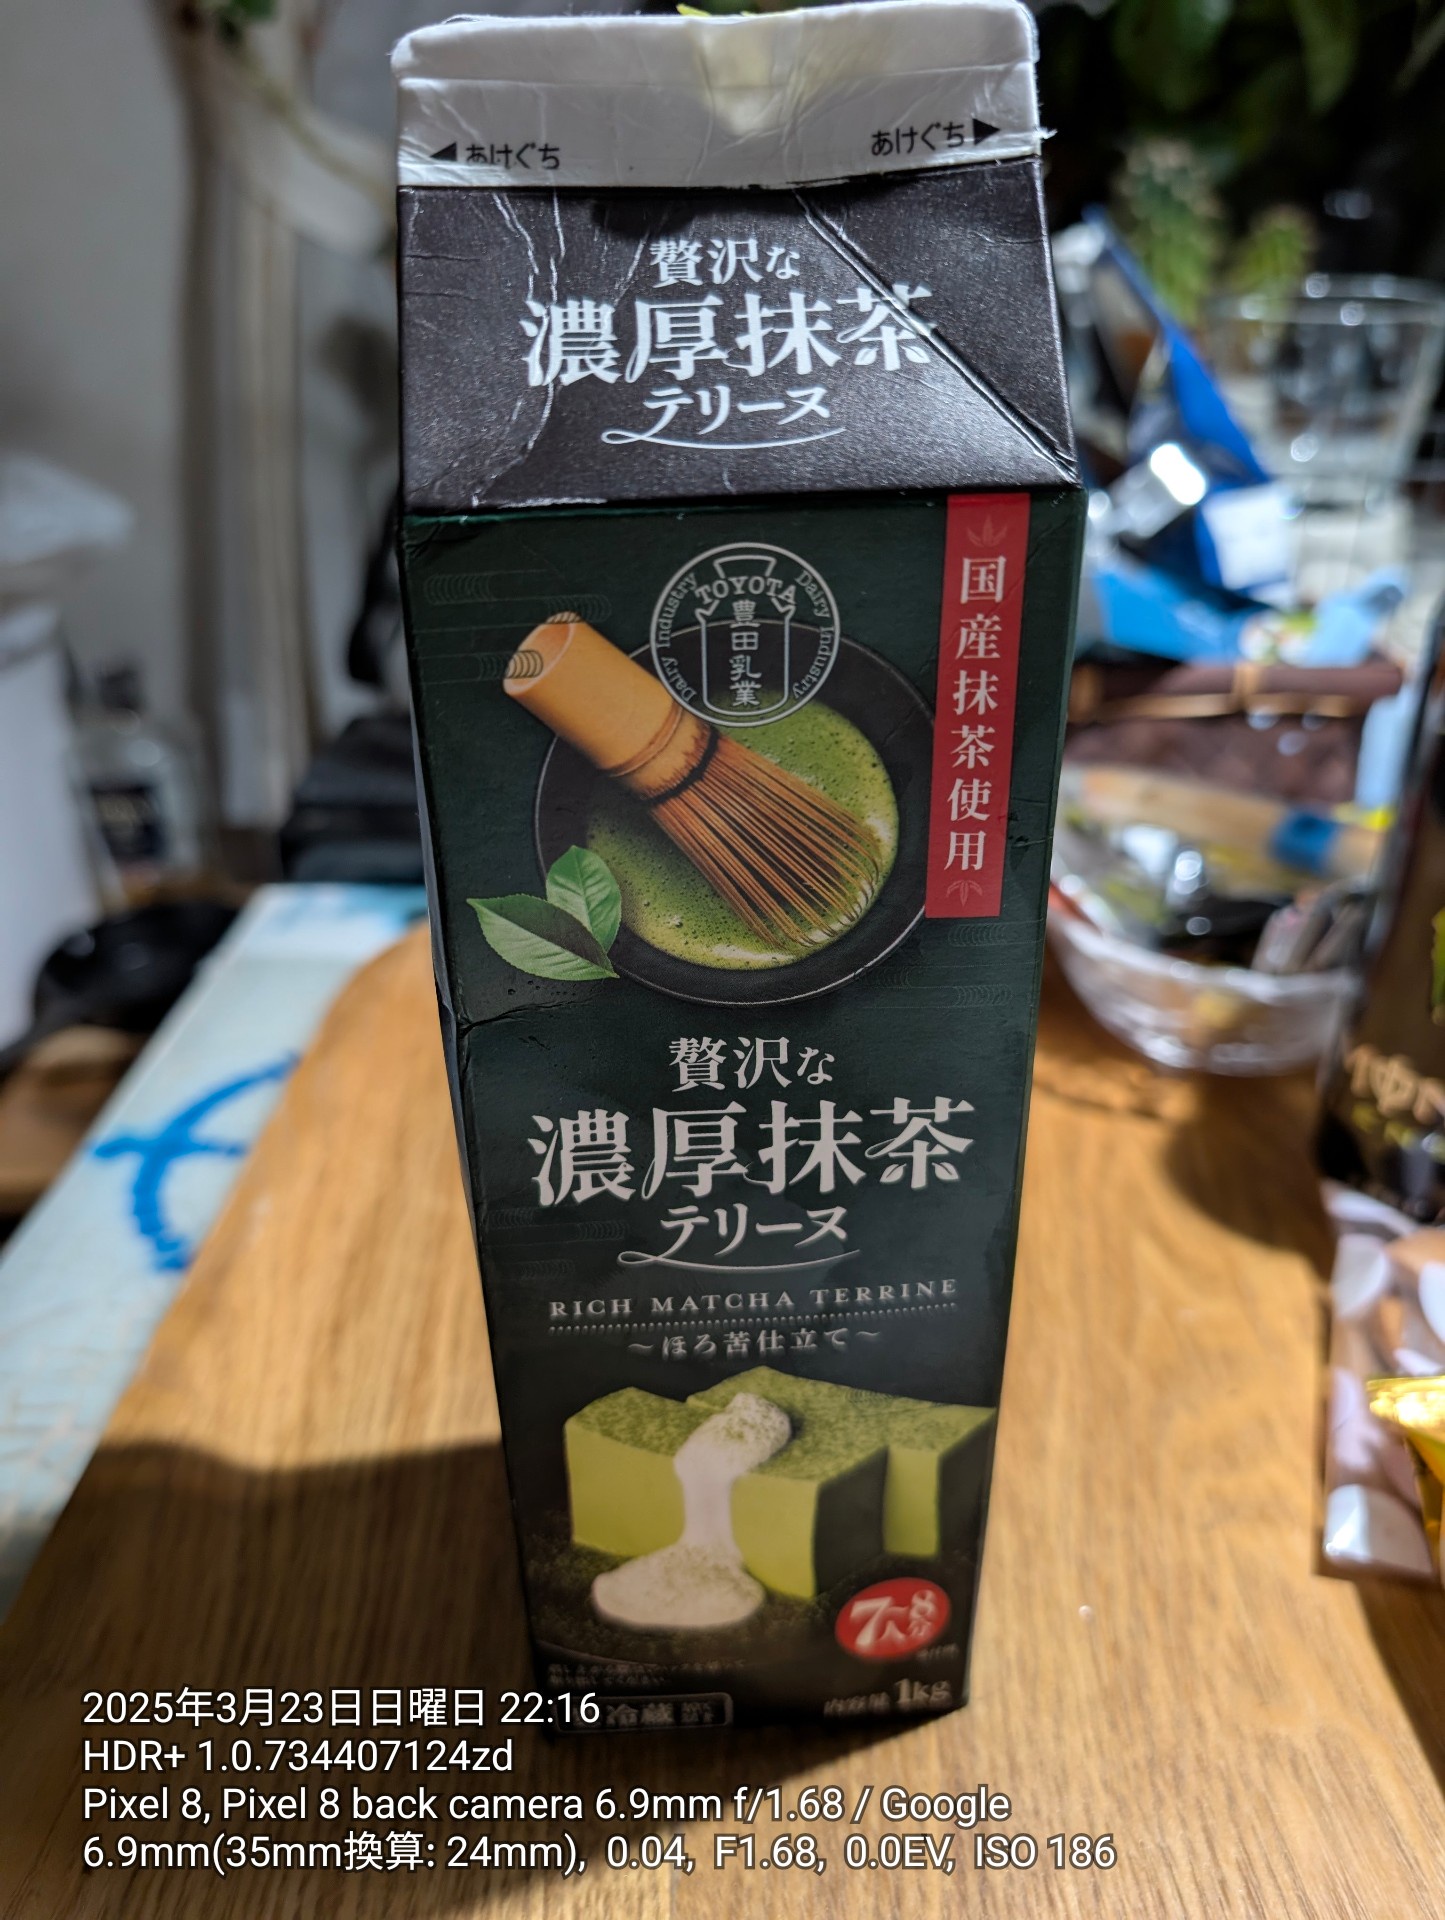 あけぐち
あけぐち
贅沢な
濃厚抹茶
テリーヌ
TOYOTA
Dairy Industry
Dairy Industry
豊田乳業
国産抹茶使用
贅沢な
濃厚抹茶
テリーヌ
RICH MATCHA TERRINE
~ほろ苦仕立て~
7~8
人分
冷蔵
内容量 1kg
2025年3月23日日曜日 22:16
HDR+ 1.0.734407124zd
Pixel 8, Pixel 8 back camera 6.9mm f/1.68 / Google
6.9mm(35mm換算: 24mm), 0.04, F1.68, 0.0EV, ISO 186